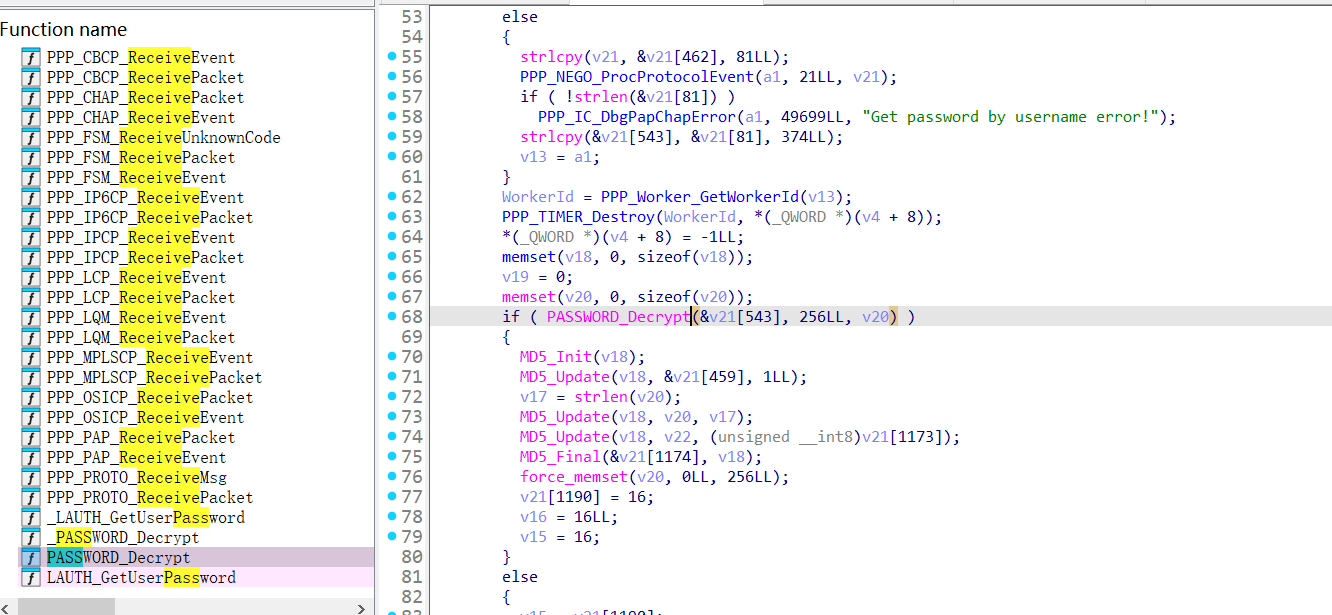 Function name
PPP_CBCP_ReceiveEvent
PPP_CBCP_ReceivePacket
PPP_CHAP_ReceivePacket
PPP_CHAP_ReceiveEvent
PPP_FSM_ReceiveUnknownCode
PPP_FSM_ReceivePacket
PPP_FSM_ReceiveEvent
PPP_IP6CP_ReceiveEvent
PPP_IP6CP_ReceivePacket
PPP_IPCP_ReceiveEvent
PPP_IPCP_ReceivePacket
PPP_LCP_ReceiveEvent
PPP_LCP_ReceivePacket
PPP_LQM_ReceiveEvent
PPP_LQM_ReceivePacket
PPP_MPLSCP_ReceiveEvent
PPP_MPLSCP_ReceivePacket
PPP_OSICP_ReceivePacket
PPP_OSICP_ReceiveEvent
PPP_PAP_ReceivePacket
PPP_PAP_ReceiveEvent
PPP_PROTO_ReceiveMsg
PPP_PROTO_ReceivePacket
_LAUTH_GetUserPassword
_PASSWORD_Decrypt
PASSWORD_Decrypt
LAUTH_GetUserPassword
53 else
54 {
55 strlcpy(v21, &v21[462], 81LL);
56 PPP_NEGO_ProcProtocolEvent(a1, 21LL, v21);
57 if ( !strlen(&v21[81]) )
58 PPP_IC_DbgPapChapError(a1, 49699LL, "Get password by username error!");
59 strlcpy(&v21[543], &v21[81], 374LL);
60 v13 = a1;
61 }
62 WorkerId = PPP_Worker_GetWorkerId(v13);
63 PPP_TIMER_Destroy(WorkerId, *(_QWORD *)(v4 + 8));
64 *(_QWORD *)(v4 + 8) = -1LL;
65 memset(v18, 0, sizeof(v18));
66 v19 = 0;
67 memset(v20, 0, sizeof(v20));
68 if ( PASSWORD_Decrypt(&v21[543], 256LL, v20) )
69 {
70 MD5_Init(v18);
71 MD5_Update(v18, &v21[459], 1LL);
72 v17 = strlen(v20);
73 MD5_Update(v18, v20, v17);
74 MD5_Update(v18, v22, (unsigned __int8)v21[1173]);
75 MD5_Final(&v21[1174], v18);
76 force_memset(v20, 0LL, 256LL);
77 v21[1190] = 16;
78 v16 = 16LL;
79 v15 = 16;
80 }
81 else
82 {